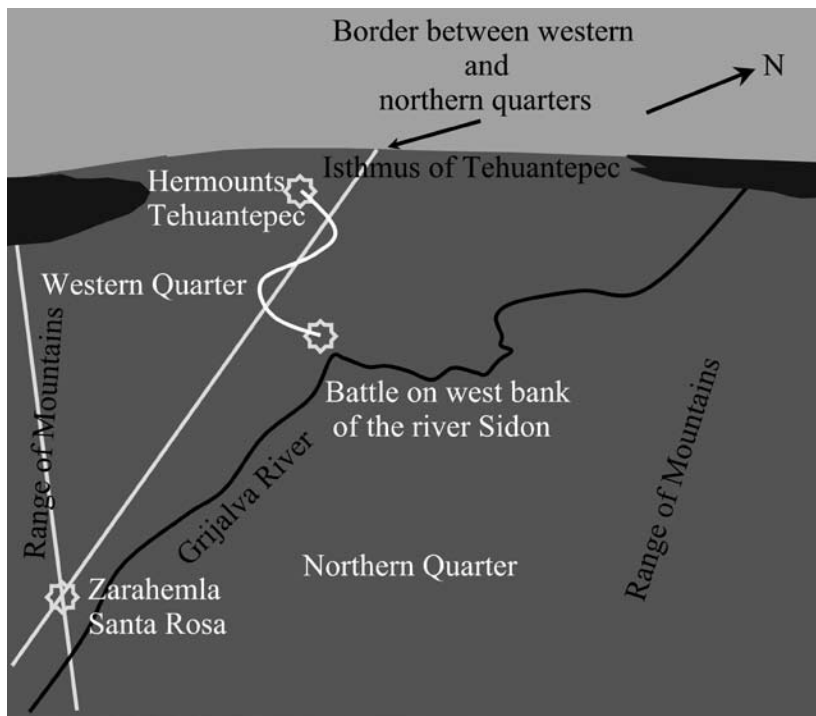 Border between western
and
northern quarters
N
Isthmus of Tehuantepec
Hermounts
Tehuantepec
Western Quarter
Range of Mountains
Battle on west bank
of the river Sidon
Range of Mountains
Grijalva River
Northern Quarter
Zarahemla
Santa Rosa